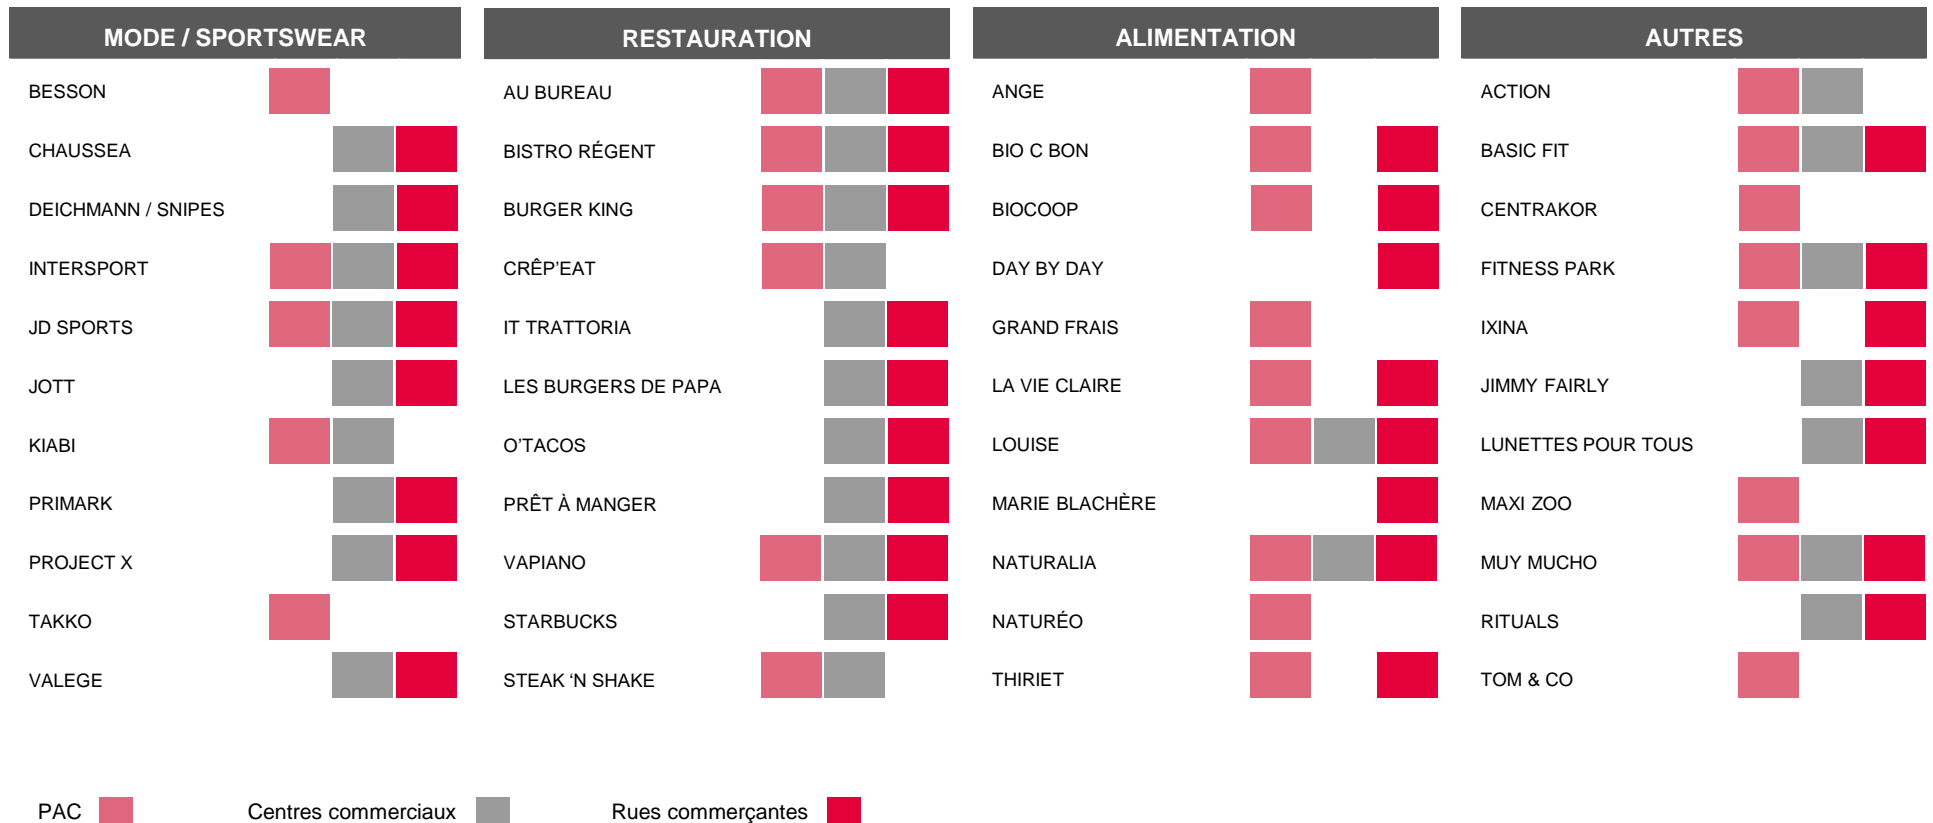 MODE / SPORTSWEAR
BESSON
CHAUSSEA
DEICHMANN / SNIPES
INTERSPORT
JD SPORTS
JOTT
KIABI
PRIMARK
PROJECT X
TAKKO
VALEGE
RESTAURATION
AU BUREAU
BISTRO RÉGENT
BURGER KING
CRÊP’EAT
IT TRATTORIA
LES BURGERS DE PAPA
O’TACOS
PRÊT À MANGER
VAPIANO
STARBUCKS
STEAK ‘N SHAKE
ALIMENTATION
ANGE
BIO C BON
BIOCOOP
DAY BY DAY
GRAND FRAIS
LA VIE CLAIRE
LOUISE
MARIE BLACHÈRE
NATURALIA
NATURÉO
THIRIET
AUTRES
ACTION
BASIC FIT
CENTRAKOR
FITNESS PARK
IXINA
JIMMY FAIRLY
LUNETTES POUR TOUS
MAXI ZOO
MUY MUCHO
RITUALS
TOM & CO
PAC
Centres commerciaux
Rues commerçantes